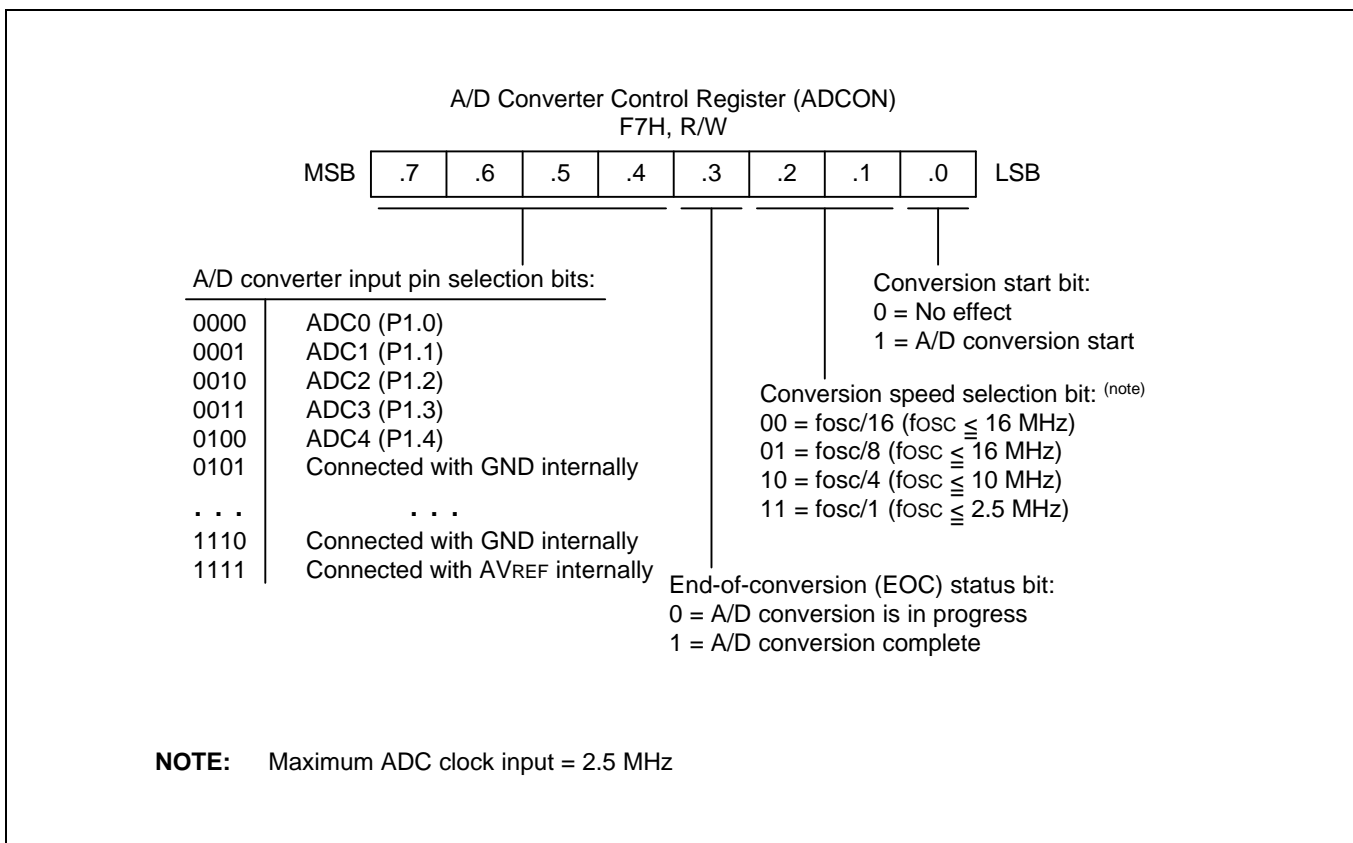 A/D Converter Control Register (ADCON)
F7H, R/W
MSB .7 .6 .5 .4 .3 .2 .1 .0 LSB
A/D converter input pin selection bits:
0000 ADC0 (P1.0)
0001 ADC1 (P1.1)
0010 ADC2 (P1.2)
0011 ADC3 (P1.3)
0100 ADC4 (P1.4)
0101 Connected with GND internally
. . . . . .
1110 Connected with GND internally
1111 Connected with AVREF internally
Conversion start bit:
0 = No effect
1 = A/D conversion start
Conversion speed selection bit: (note)
00 = fosc/16 (fOSC ≦ 16 MHz)
01 = fosc/8 (fOSC ≦ 16 MHz)
10 = fosc/4 (fOSC ≦ 10 MHz)
11 = fosc/1 (fOSC ≦ 2.5 MHz)
End-of-conversion (EOC) status bit:
0 = A/D conversion is in progress
1 = A/D conversion complete
NOTE: Maximum ADC clock input = 2.5 MHz